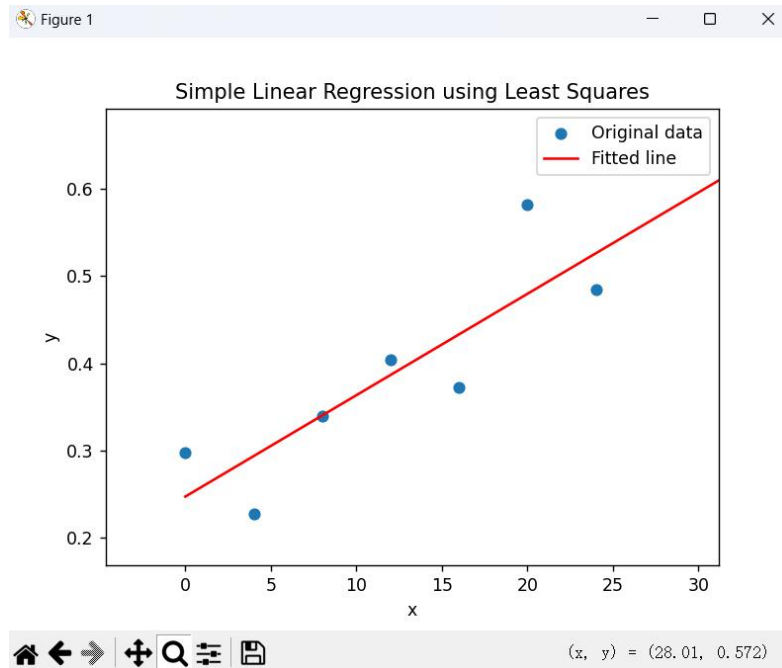 Figure 1
Simple Linear Regression using Least Squares
Original data
Fitted line
0.6
0.5
0.4
0.3
0.2
y
0 5 10 15 20 25 30
x
(x, y) = (28.01, 0.572)